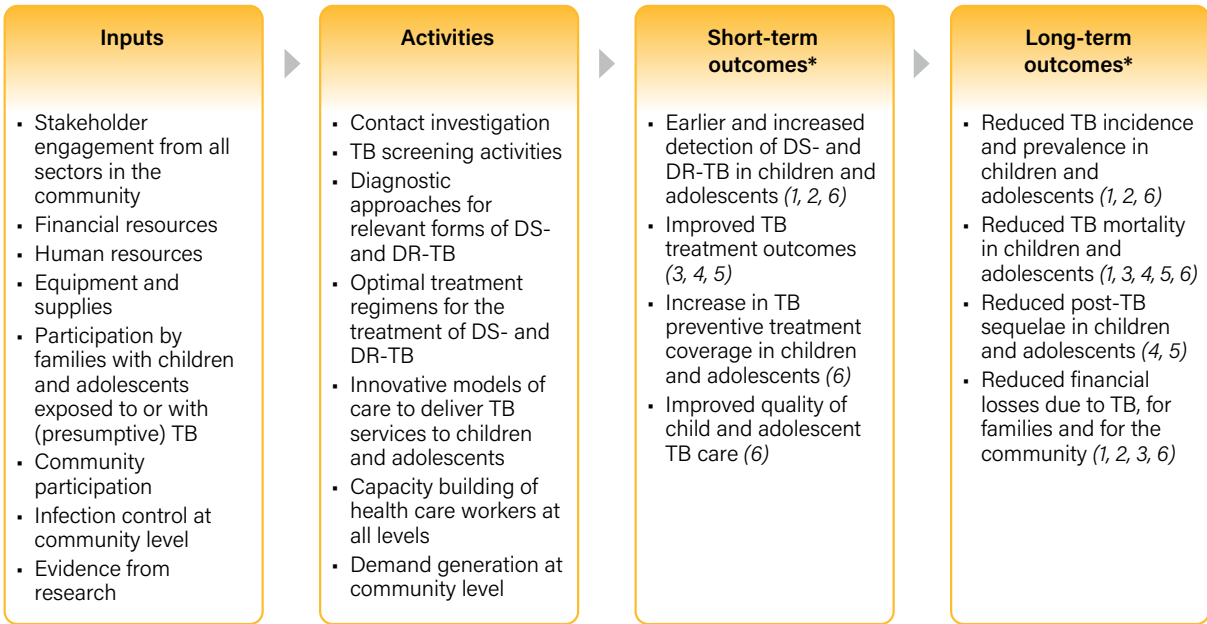 Inputs
▪ Stakeholder
engagement from all
sectors in the
community
▪ Financial resources
▪ Human resources
▪ Equipment and
supplies
▪ Participation by
families with children
and adolescents
exposed to or with
(presumptive) TB
▪ Community
participation
▪ Infection control at
community level
▪ Evidence from
research
Activities
▪ Contact investigation
▪ TB screening activities
▪ Diagnostic
approaches for
relevant forms of DS-
and DR-TB
▪ Optimal treatment
regimens for the
treatment of DS- and
DR-TB
▪ Innovative models of
care to deliver TB
services to children
and adolescents
▪ Capacity building of
health care workers at
all levels
▪ Demand generation at
community level
Short-term
outcomes*
▪ Earlier and increased
detection of DS- and
DR-TB in children and
adolescents (1, 2, 6)
▪ Improved TB
treatment outcomes
(3, 4, 5)
▪ Increase in TB
preventive treatment
coverage in children
and adolescents (6)
▪ Improved quality of
child and adolescent
TB care (6)
Long-term
outcomes*
▪ Reduced TB incidence
and prevalence in
children and
adolescents (1, 2, 6)
▪ Reduced TB mortality
in children and
adolescents (1, 3, 4, 5, 6)
▪ Reduced post-TB
sequelae in children
and adolescents (4, 5)
▪ Reduced financial
losses due to TB, for
families and for the
community (1, 2, 3, 6)